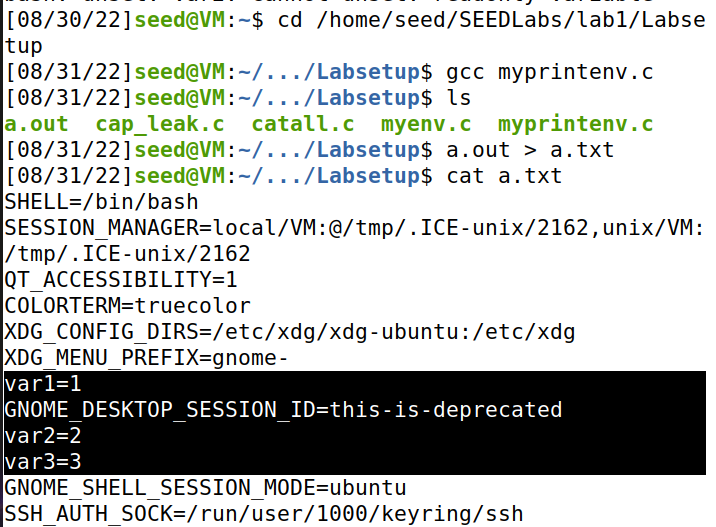 [08/30/22]seed@VM:~$ cd /home/seed/SEEDLabs/lab1/Labse
tup
[08/31/22]seed@VM:~/.../Labsetup$ gcc myprintenv.c
[08/31/22]seed@VM:~/.../Labsetup$ ls
a.out  cap_leak.c  catall.c  myenv.c  myprintenv.c
[08/31/22]seed@VM:~/.../Labsetup$ a.out > a.txt
[08/31/22]seed@VM:~/.../Labsetup$ cat a.txt
SHELL=/bin/bash
SESSION_MANAGER=local/VM:@/tmp/.ICE-unix/2162,unix/VM:
/tmp/.ICE-unix/2162
QT_ACCESSIBILITY=1
COLORTERM=truecolor
XDG_CONFIG_DIRS=/etc/xdg/xdg-ubuntu:/etc/xdg
XDG_MENU_PREFIX=gnome-
var1=1
GNOME_DESKTOP_SESSION_ID=this-is-deprecated
var2=2
var3=3
GNOME_SHELL_SESSION_MODE=ubuntu
SSH_AUTH_SOCK=/run/user/1000/keyring/ssh